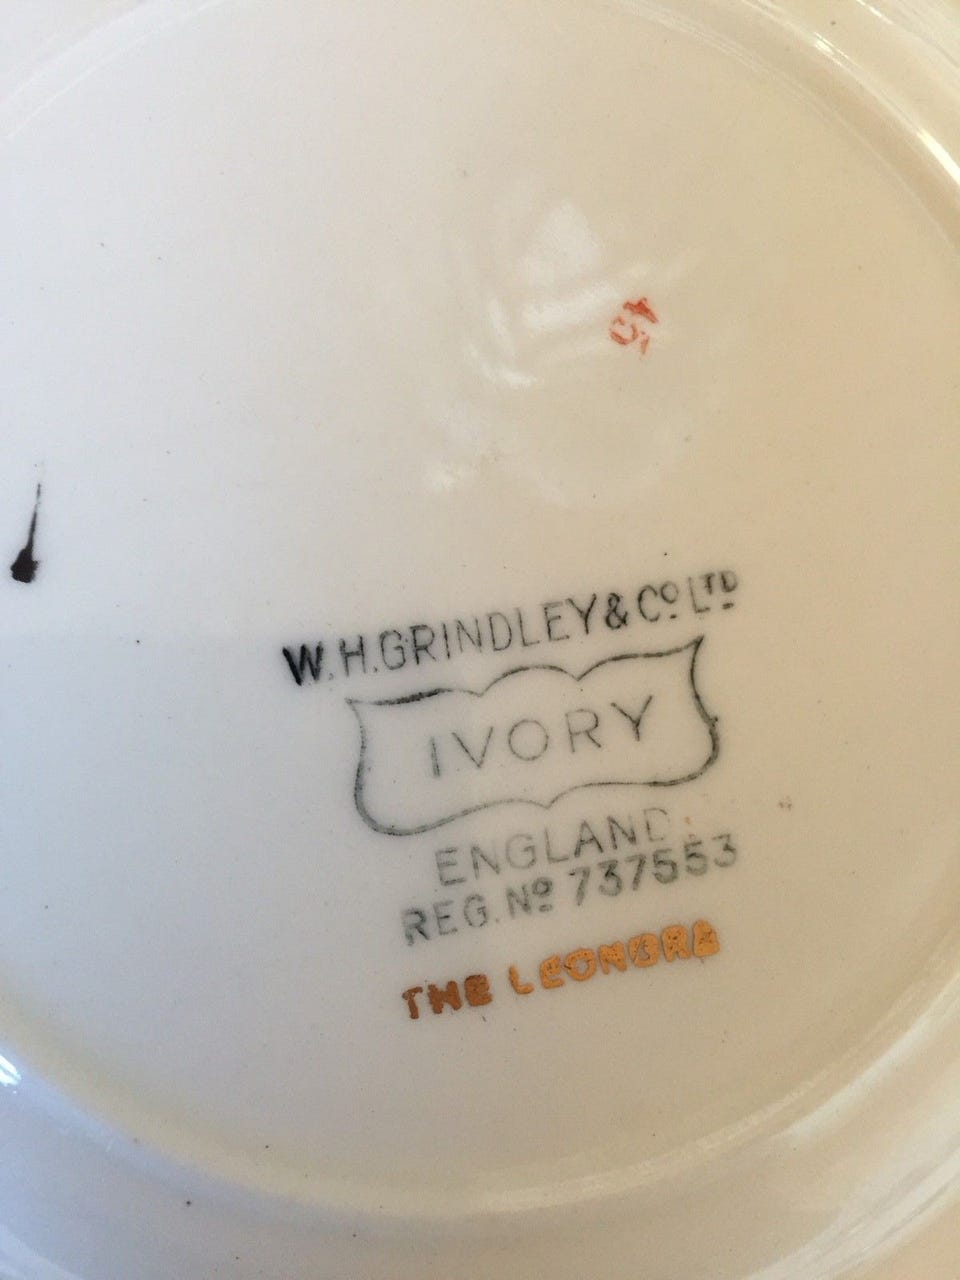 W.H.GRINDLEY & Cº LTD
IVORY
ENGLAND.
REG. Nº 737553
THE LEONORA